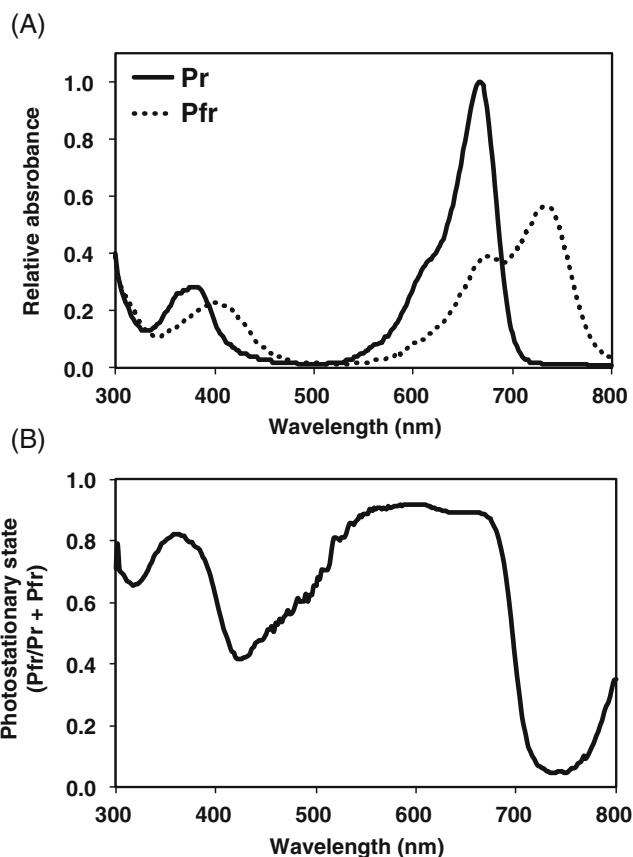 (A)
Pr
Pfr
Relative absrobance
1.0
0.8
0.6
0.4
0.2
0.0
300 400 500 600 700 800
Wavelength (nm)
(B)
Photostationary state
(Pfr/Pr + Pfr)
1.0
0.8
0.6
0.4
0.2
0.0
300 400 500 600 700 800
Wavelength (nm)